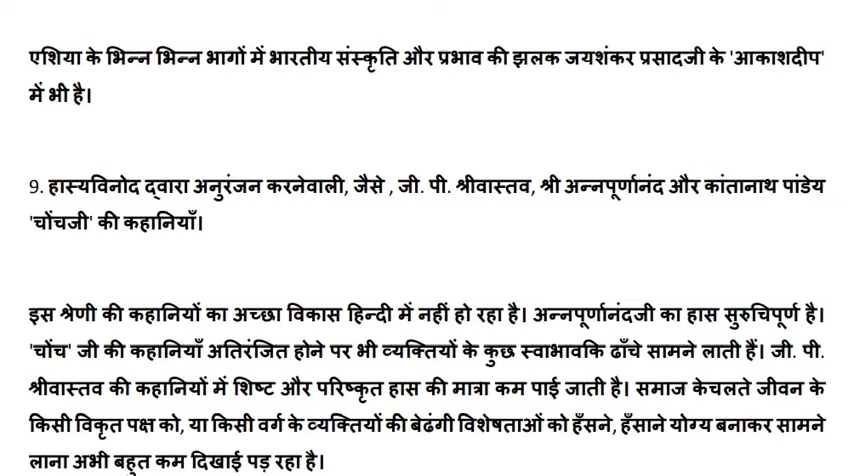 एशिया के भिन्न भिन्न भागों में भारतीय संस्कृति और प्रभाव की झलक जयशंकर प्रसादजी के 'आकाशदीप'
में भी है।
9. हास्यविनोद द्वारा अनुरंजन करनेवाली, जैसे , जी. पी. श्रीवास्तव, श्री अन्नपूर्णानंद और कांतानाथ पांडेय
'चोंचजी' की कहानियाँ।
इस श्रेणी की कहानियों का अच्छा विकास हिन्दी में नहीं हो रहा है। अन्नपूर्णानंदजी का हास सुरुचिपूर्ण है।
'चोंच' जी की कहानियाँ अतिरंजित होने पर भी व्यक्तियों के कुछ स्वाभावकि ढाँचे सामने लाती हैं। जी. पी.
श्रीवास्तव की कहानियों में शिष्ट और परिष्कृत हास की मात्रा कम पाई जाती है। समाज केचलते जीवन के
किसी विकृत पक्ष को, या किसी वर्ग के व्यक्तियों की बेढंगी विशेषताओं को हँसने, हँसाने योग्य बनाकर सामने
लाना अभी बहुत कम दिखाई पड़ रहा है।